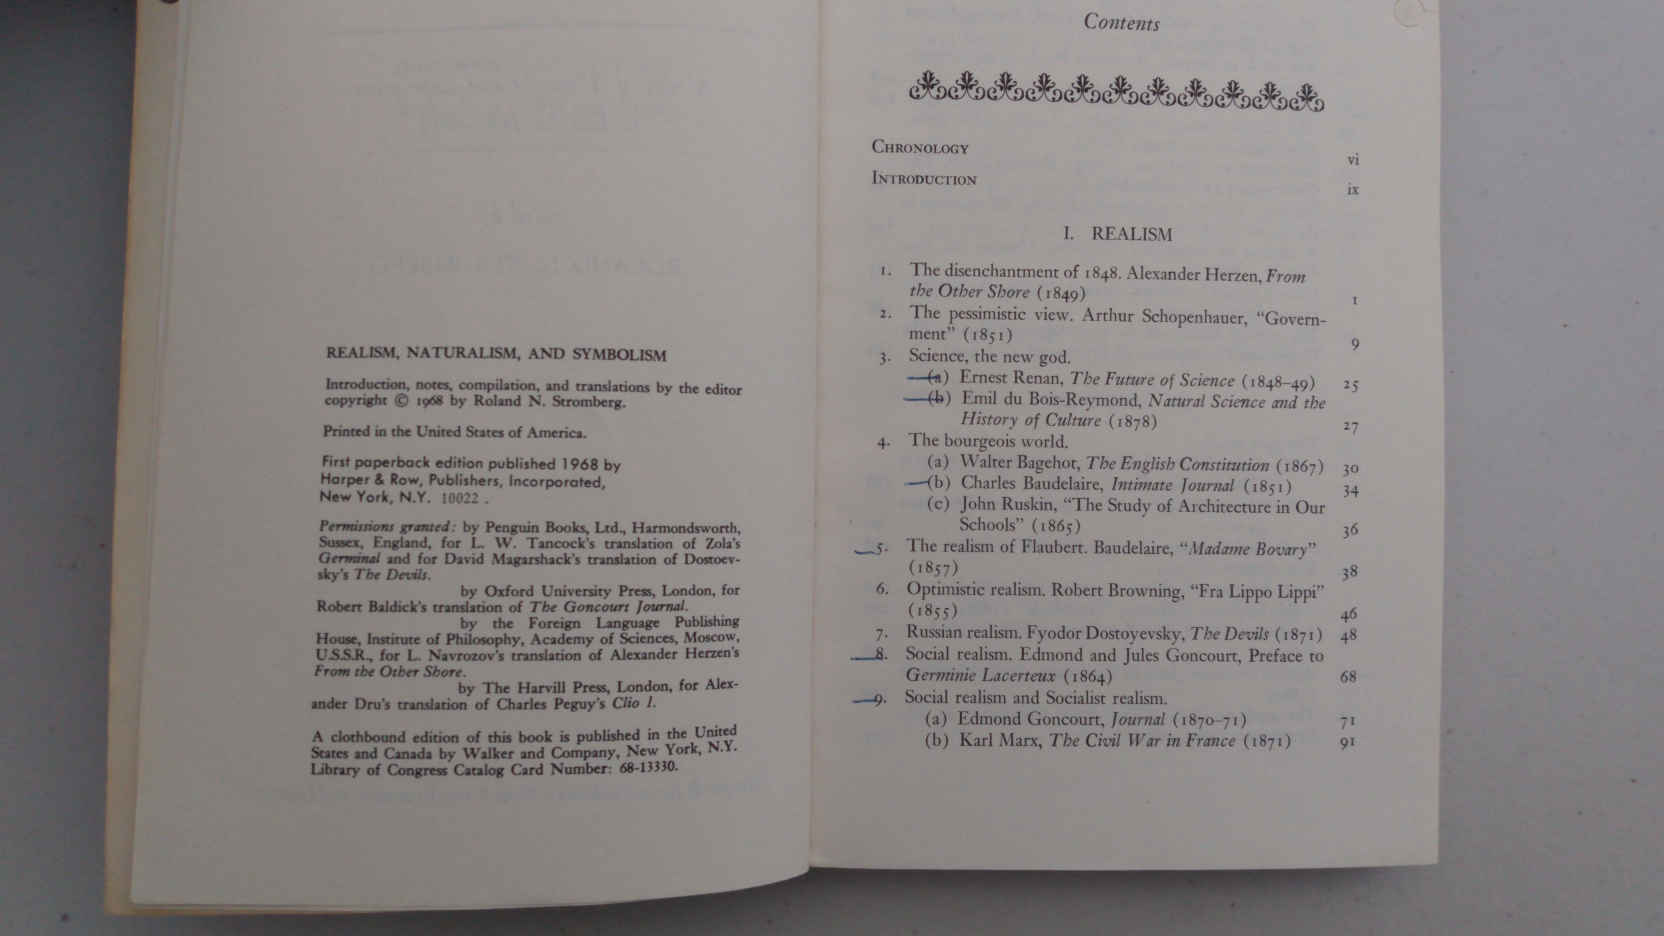 REALISM, NATURALISM, AND SYMBOLISM
Introduction, notes, compilation, and translations by the editor
copyright © 1968 by Roland N. Stromberg.
Printed in the United States of America.
First paperback edition published 1968 by
Harper & Row, Publishers, Incorporated,
New York, N.Y. 10022 .
Permissions granted: by Penguin Books, Ltd., Harmondsworth,
Sussex, England, for L. W. Tancock's translation of Zola's
Germinal and for David Magarshack's translation of Dostoev-
sky's The Devils.
by Oxford University Press, London, for
Robert Baldick's translation of The Goncourt Journal.
by the Foreign Language Publishing
House, Institute of Philosophy, Academy of Sciences, Moscow,
U.S.S.R., for L. Navrozov's translation of Alexander Herzen's
From the Other Shore.
by The Harvill Press, London, for Alex-
ander Dru's translation of Charles Peguy's Clio I.
A clothbound edition of this book is published in the United
States and Canada by Walker and Company, New York, N.Y.
Library of Congress Catalog Card Number: 68-13330.
Contents
CHRONOLOGY vi
INTRODUCTION ix
I. REALISM
1. The disenchantment of 1848. Alexander Herzen, From
the Other Shore (1849) 1
2. The pessimistic view. Arthur Schopenhauer, "Govern-
ment" (1851) 9
3. Science, the new god.
(a) Ernest Renan, The Future of Science (1848–49) 25
(b) Emil du Bois-Reymond, Natural Science and the
History of Culture (1878) 27
4. The bourgeois world.
(a) Walter Bagehot, The English Constitution (1867) 30
(b) Charles Baudelaire, Intimate Journal (1851) 34
(c) John Ruskin, "The Study of Architecture in Our
Schools" (1865) 36
5. The realism of Flaubert. Baudelaire, "Madame Bovary"
(1857) 38
6. Optimistic realism. Robert Browning, "Fra Lippo Lippi"
(1855) 46
7. Russian realism. Fyodor Dostoyevsky, The Devils (1871) 48
8. Social realism. Edmond and Jules Goncourt, Preface to
Germinie Lacerteux (1864) 68
9. Social realism and Socialist realism.
(a) Edmond Goncourt, Journal (1870–71) 71
(b) Karl Marx, The Civil War in France (1871) 91